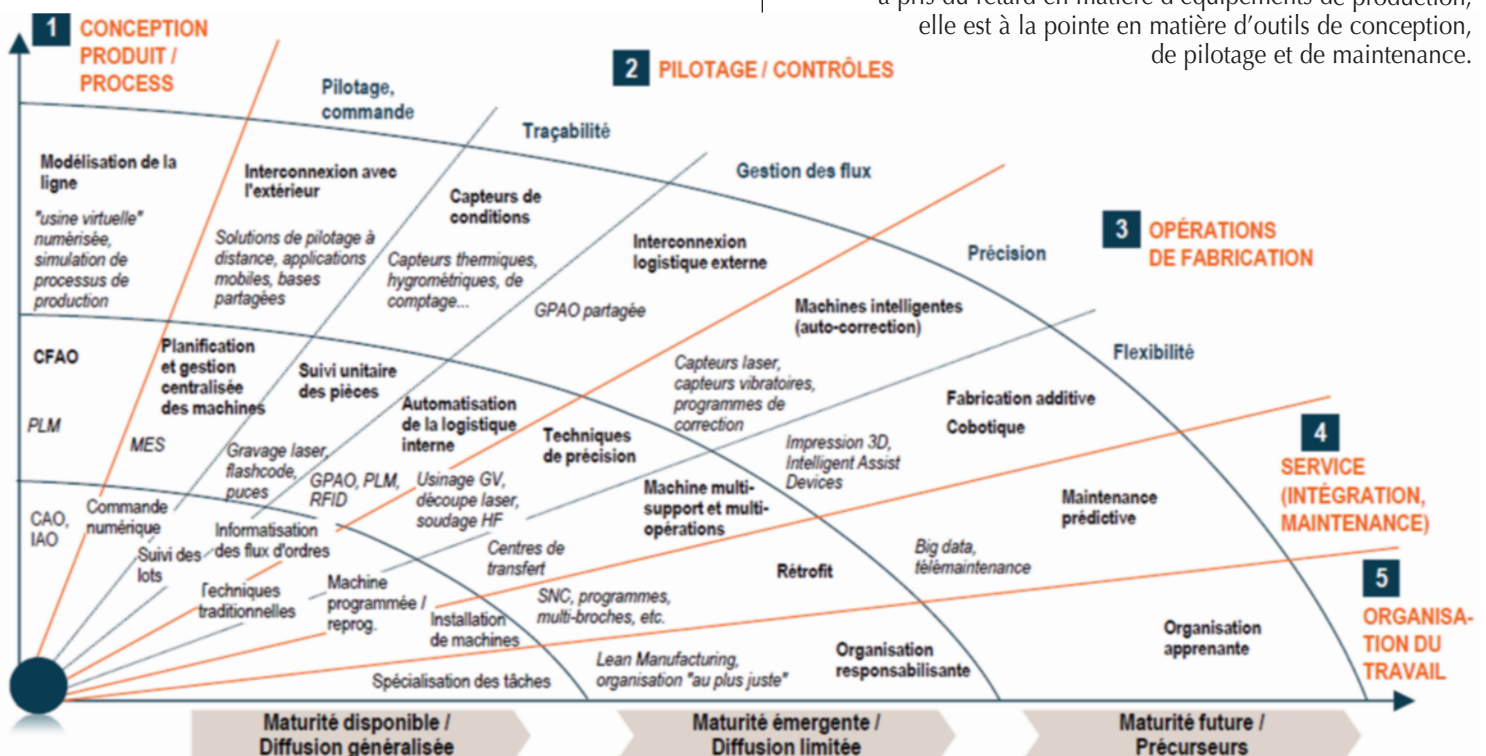 a pris du retard en matière d'équipements de production,
elle est à la pointe en matière d'outils de conception,
de pilotage et de maintenance.
1 CONCEPTION
PRODUIT /
PROCESS
2 PILOTAGE / CONTRÔLES
Pilotage,
commande
Traçabilité
Gestion des flux
3 OPÉRATIONS
DE FABRICATION
Précision
Flexibilité
4
SERVICE
(INTÉGRATION,
MAINTENANCE)
5
ORGANISA-
TION DU
TRAVAIL
Modélisation de la
ligne
"usine virtuelle"
numérisée,
simulation de
processus de
production
Interconnexion avec
l'extérieur
Solutions de pilotage à
distance, applications
mobiles, bases
partagées
Capteurs de
conditions
Capteurs thermiques,
hygrométriques, de
comptage...
Interconnexion
logistique externe
GPAO partagée
Machines intelligentes
(auto-correction)
Capteurs laser,
capteurs vibratoires,
programmes de
correction
Fabrication additive
Cobotique
Impression 3D,
Intelligent Assist
Devices
Maintenance
prédictive
Big data,
télémaintenance
Organisation
apprenante
CFAO
PLM
Planification
et gestion
centralisée
des machines
MES
Suivi unitaire
des pièces
Gravage laser,
flashcode,
puces
Automatisation
de la logistique
interne
GPAO, PLM,
RFID
Techniques
de précision
Usinage GV,
découpe laser,
soudage HF
Machine multi-
support et multi-
opérations
Centres de
transfert
Rétrofit
SNC, programmes,
multi-broches, etc.
Organisation
responsabilisante
Lean Manufacturing,
organisation "au plus juste"
CAO,
IAO
Commande
numérique
Suivi des
lots
Informatisation
des flux d'ordres
Techniques
traditionnelles
Machine
programmée /
reprog.
Installation
de machines
Spécialisation des tâches
Maturité disponible /
Diffusion généralisée
Maturité émergente /
Diffusion limitée
Maturité future /
Précurseurs